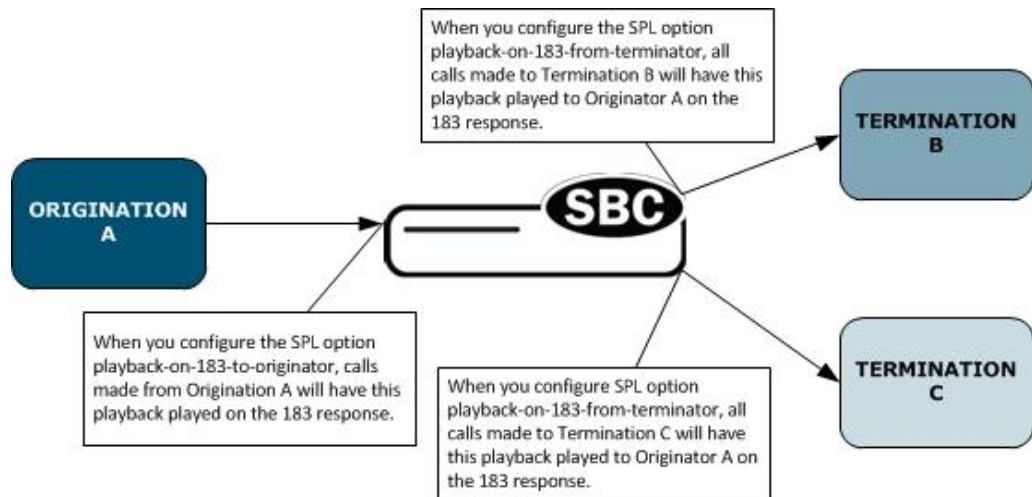 When you configure the SPL option
playback-on-183-from-terminator, all
calls made to Termination B will have this
playback played to Originator A on the
183 response.
TERMINATION
B
ORIGINATION
A
SBC
When you configure the SPL option
playback-on-183-to-originator, calls
made from Origination A will have this
playback played on the 183 response.
When you configure SPL option
playback-on-183-from-terminator, all
calls made to Termination C will have
this playback played to Originator A on
the 183 response.
TERMINATION
C